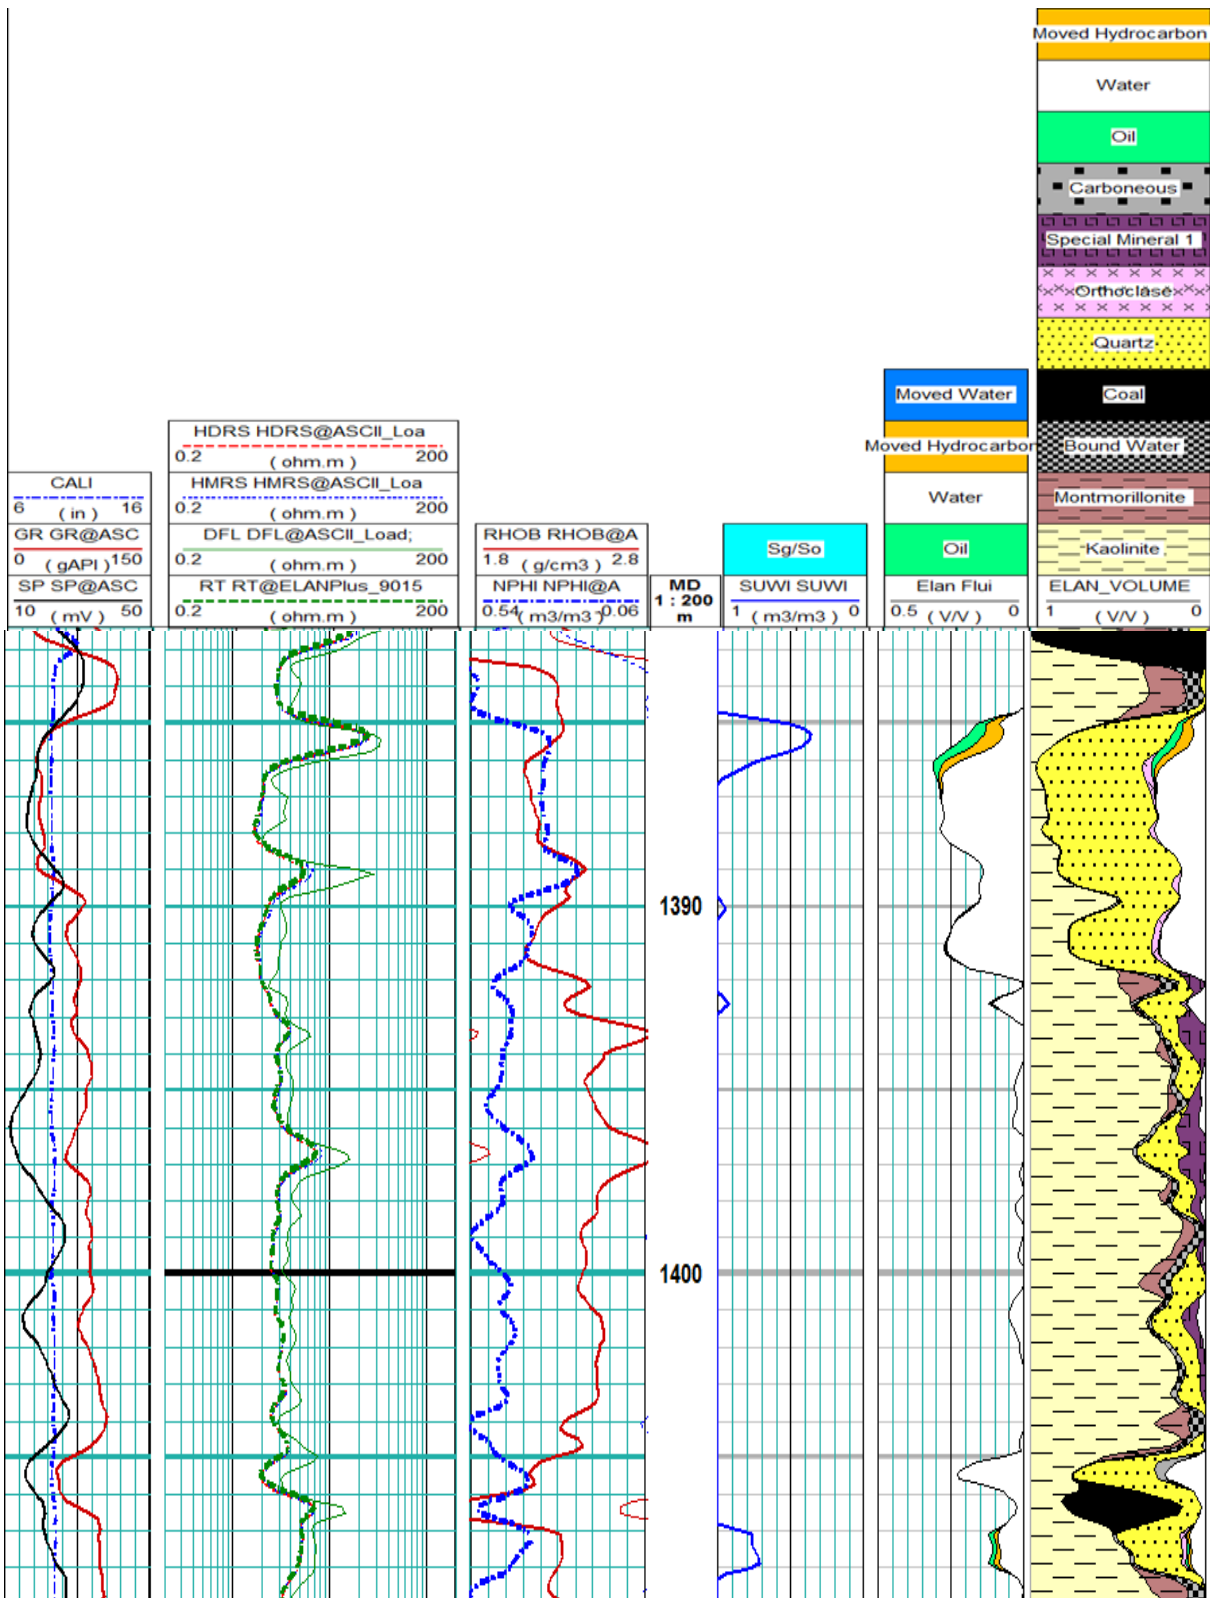 Moved Hydrocarbon
Water
Oil
Carboneous
Special Mineral 1
Orthoclase
Quartz
Moved Water
Coal
HDRS HDRS@ASCII_Loa
0.2 ( ohm.m ) 200
Moved Hydrocarbon
Bound Water
CALI
6 ( in ) 16
HMRS HMRS@ASCII_Loa
0.2 ( ohm.m ) 200
Water
Montmorillonite
GR GR@ASC
0 ( gAPI ) 150
DFL DFL@ASCII_Load;
0.2 ( ohm.m ) 200
RHOB RHOB@A
1.8 ( g/cm3 ) 2.8
Sg/So
Oil
Kaolinite
SP SP@ASC
10 ( mV ) 50
RT RT@ELANPlus_9015
0.2 ( ohm.m ) 200
NPHI NPHI@A
0.54 ( m3/m3 ) -0.06
MD
1 : 200
m
SUWI SUWI
1 ( m3/m3 ) 0
Elan Flui
0.5 ( V/V ) 0
ELAN_VOLUME
1 ( V/V ) 0
1390
1400